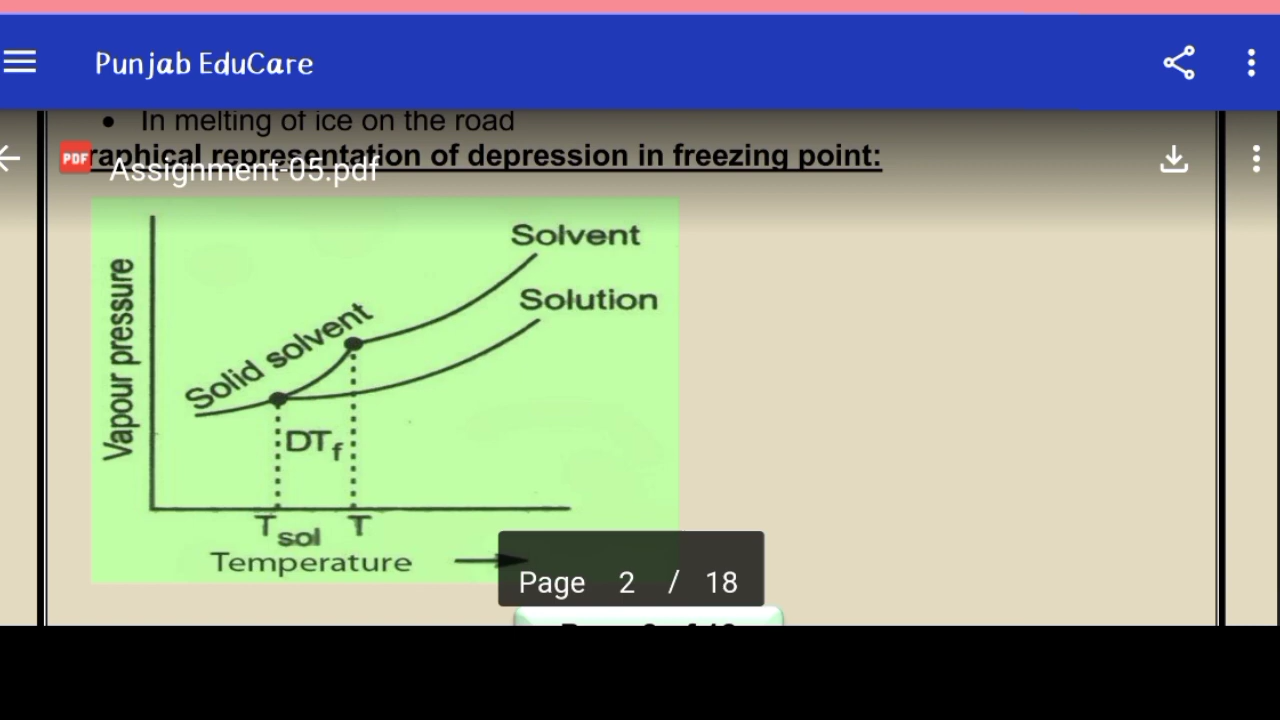 Punjab EduCare
• In melting of ice on the road
raphical representation of depression in freezing point:
PDF Assignment-05.pdf
Solvent
Solution
Solid solvent
Vapour pressure
DTf
Tsol T
Temperature
Page 2 / 18